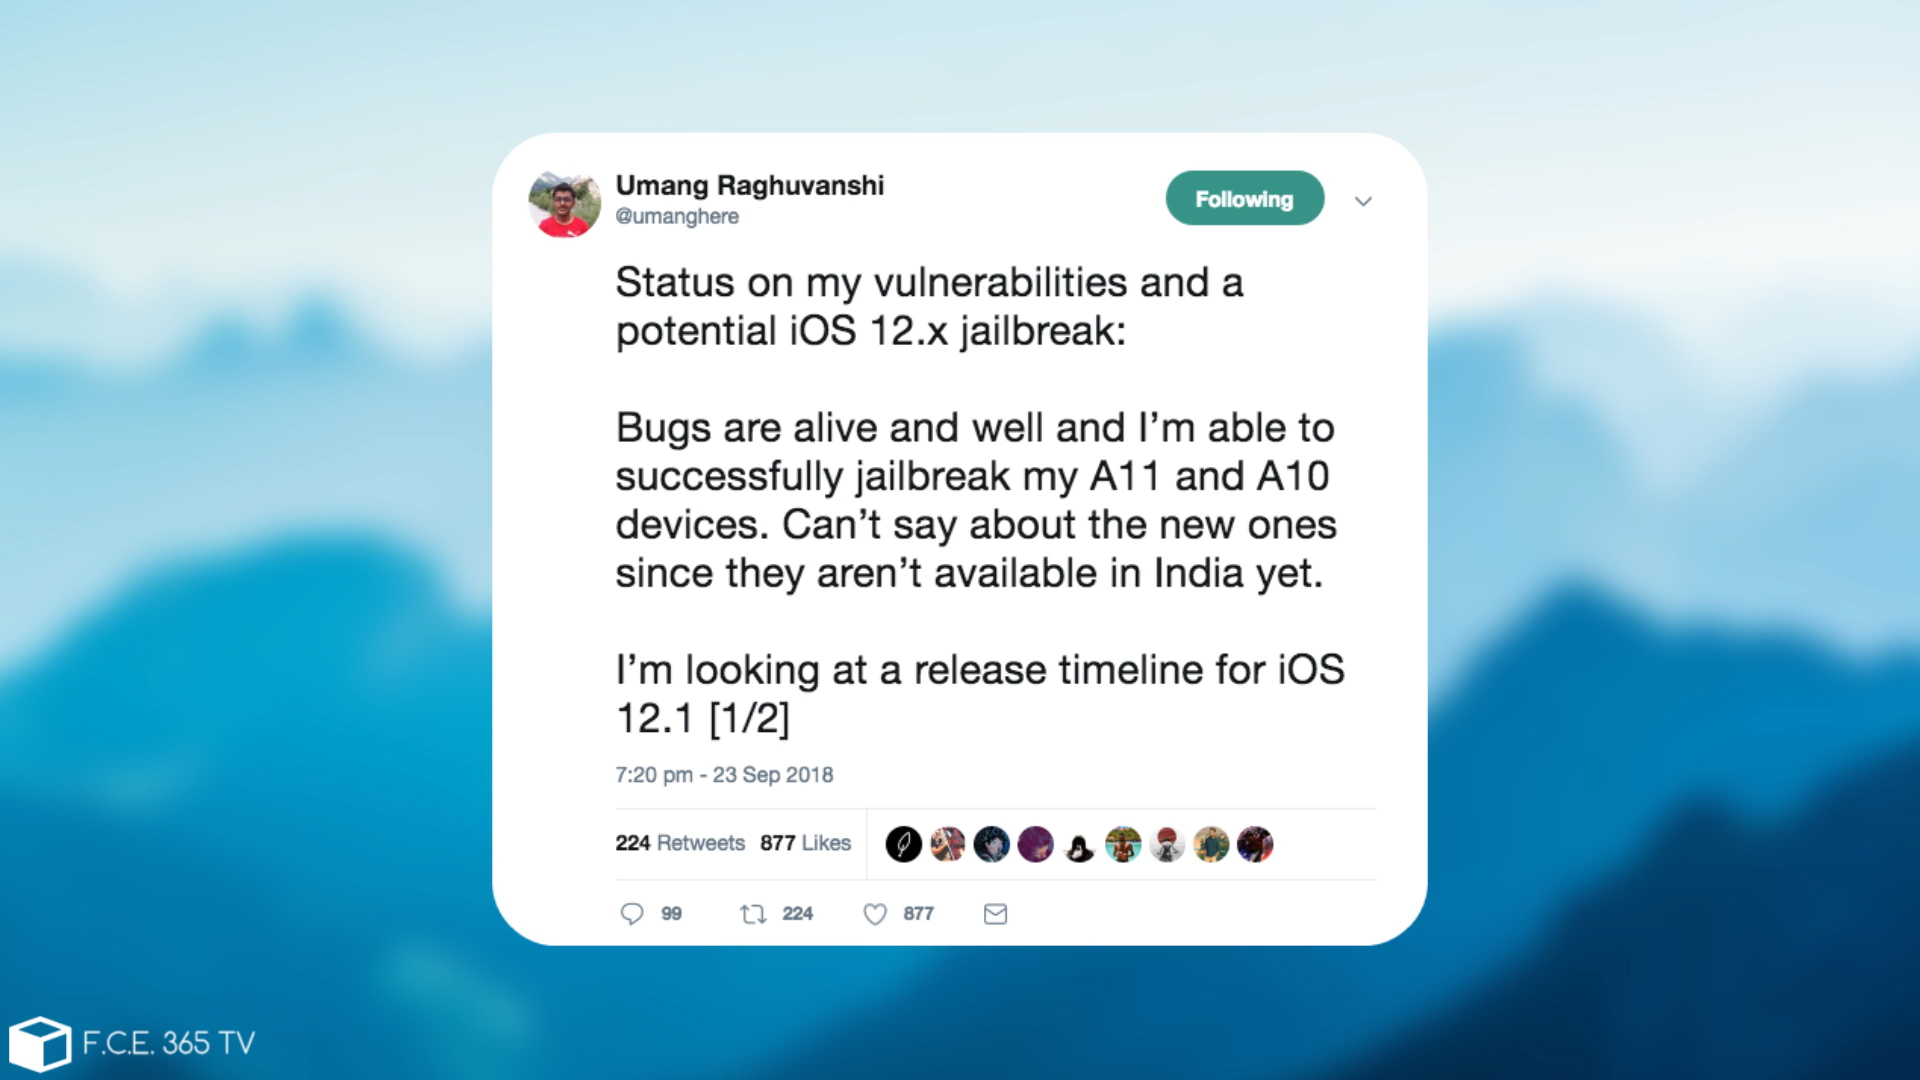 Umang Raghuvanshi
@umanghere
Following
Status on my vulnerabilities and a
potential iOS 12.x jailbreak:
Bugs are alive and well and I’m able to
successfully jailbreak my A11 and A10
devices. Can’t say about the new ones
since they aren’t available in India yet.
I’m looking at a release timeline for iOS
12.1 [1/2]
7:20 pm - 23 Sep 2018
224 Retweets 877 Likes
99 224 877
F.C.E. 365 TV